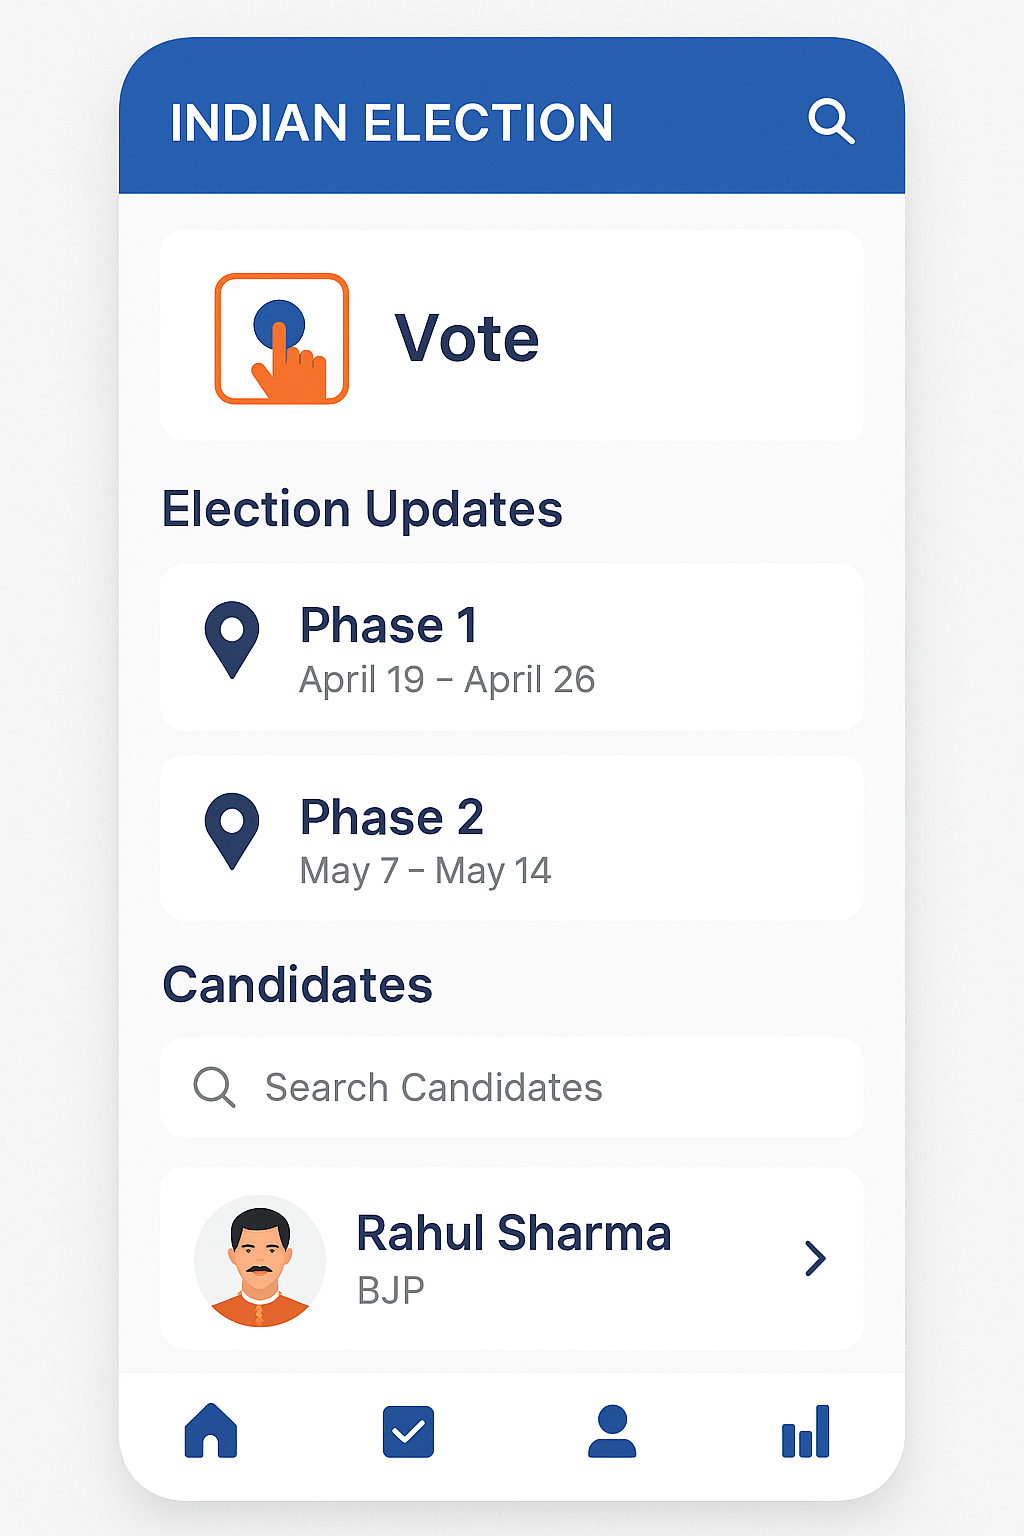 INDIAN ELECTION
Vote
Election Updates
Phase 1
April 19 – April 26
Phase 2
May 7 – May 14
Candidates
Search Candidates
Rahul Sharma
BJP